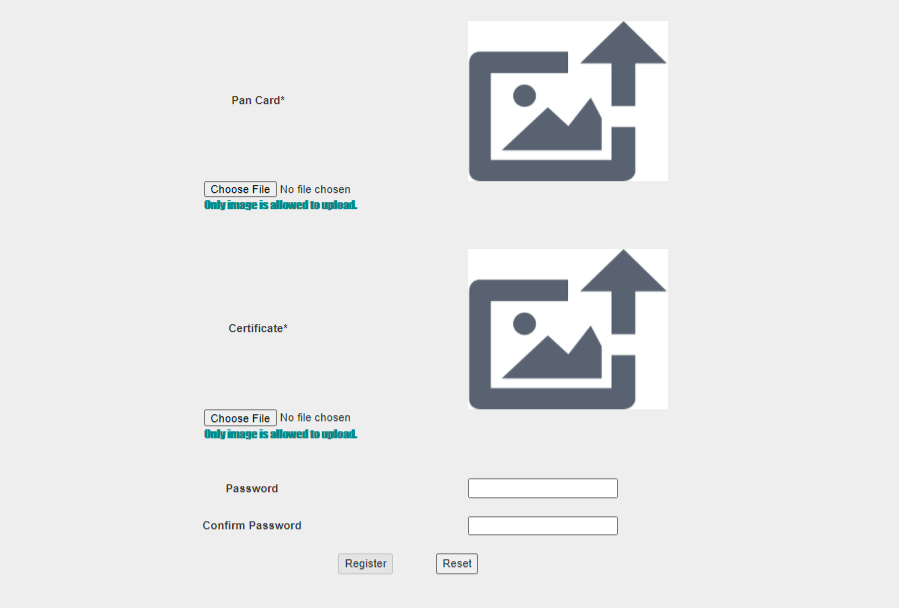 Pan Card*
Choose File No file chosen
Only image is allowed to upload.
Certificate*
Choose File No file chosen
Only image is allowed to upload.
Password
Confirm Password
Register Reset